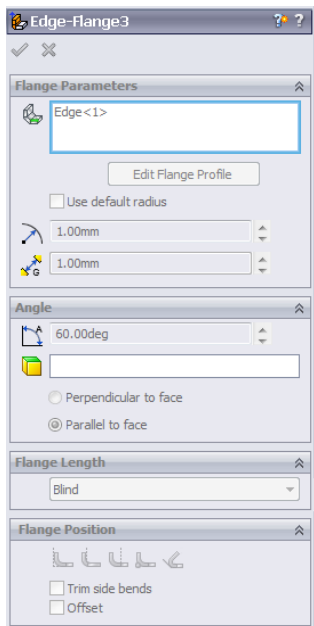 Edge-Flange3 ? ?
Flange Parameters
Edge<1>
Edit Flange Profile
Use default radius
1.00mm
G 1.00mm
Angle
A 60.00deg
Perpendicular to face
Parallel to face
Flange Length
Blind
Flange Position
Trim side bends
Offset